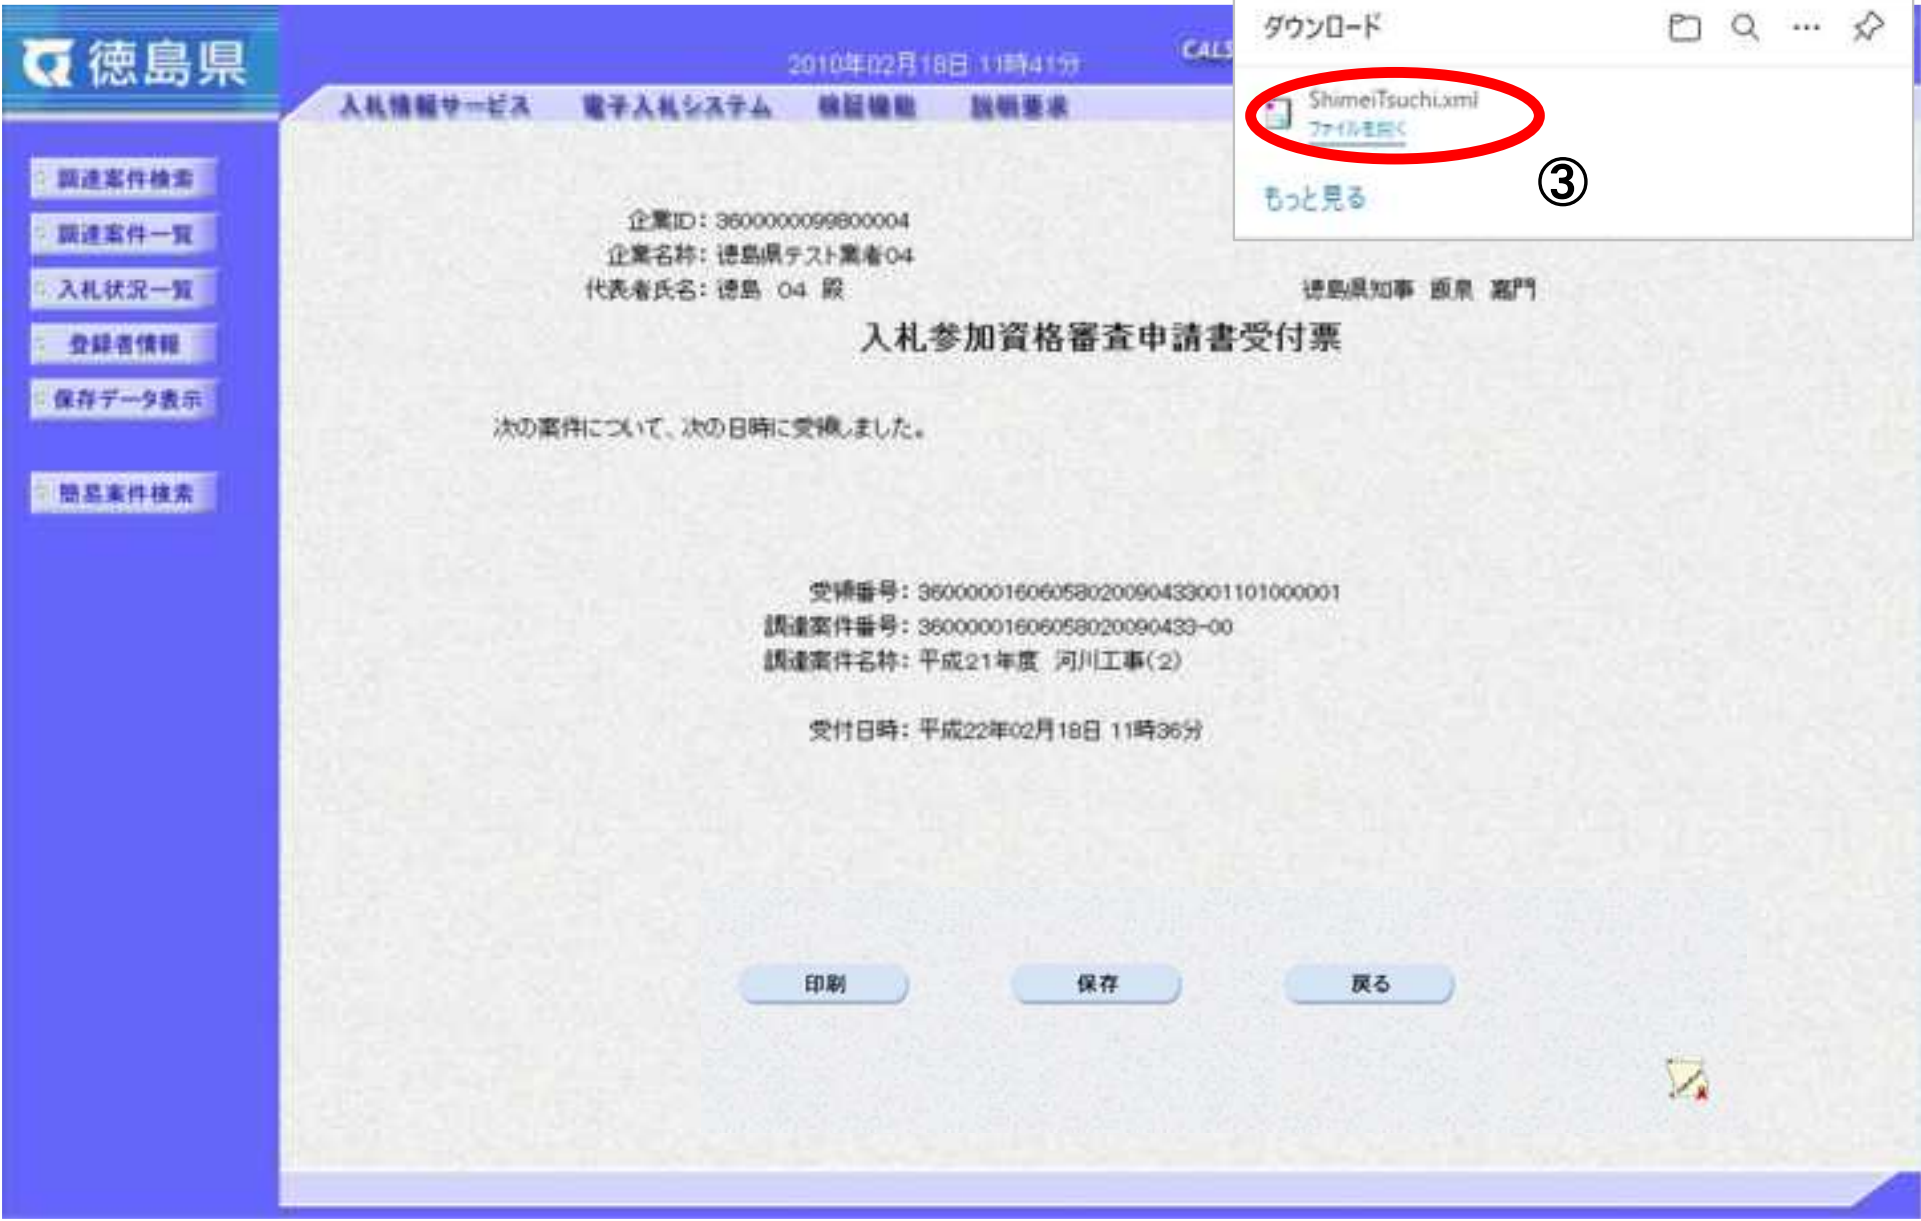 徳島県
2010年02月18日 11時41分
CALS
入札情報サービス 電子入札システム 検証機能 説明要求
ダウンロード
ShimeiTsuchi.xml
ファイルを開く
もっと見る
③
調達案件検索
調達案件一覧
入札状況一覧
登録者情報
保存データ表示
簡易案件検索
企業ID：3600000099800004
企業名称：徳島県テスト業者04
代表者氏名：徳島 04 殿
徳島県知事 飯泉 嘉門
入札参加資格審査申請書受付票
次の案件について、次の日時に受領しました。
受領番号：36000001606058020090433001101000001
調達案件番号：36000001606058020090433-00
調達案件名称：平成21年度 河川工事(2)
受付日時：平成22年02月18日 11時36分
印刷
保存
戻る